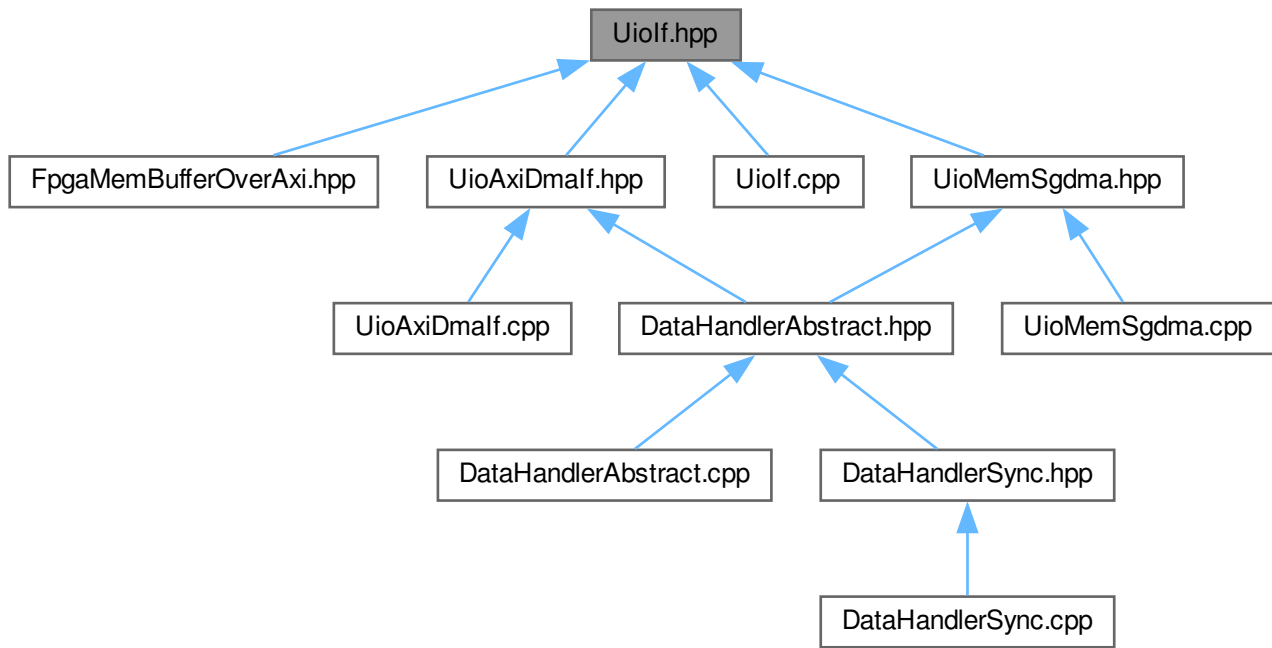 UioIf.hpp
FpgaMemBufferOverAxi.hpp
UioAxiDmaIf.hpp
UioIf.cpp
UioMemSgdma.hpp
UioAxiDmaIf.cpp
DataHandlerAbstract.hpp
UioMemSgdma.cpp
DataHandlerAbstract.cpp
DataHandlerSync.hpp
DataHandlerSync.cpp